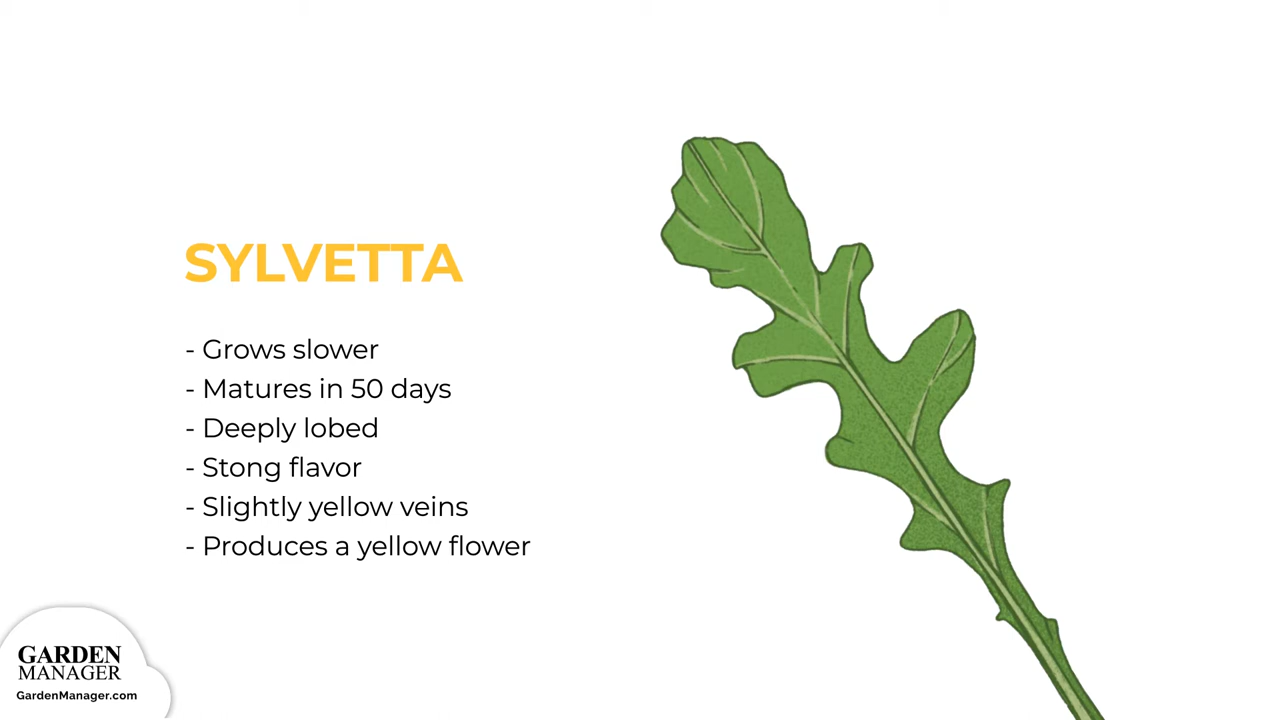 SYLVETTA
- Grows slower
- Matures in 50 days
- Deeply lobed
- Stong flavor
- Slightly yellow veins
- Produces a yellow flower
GARDEN
MANAGER
GardenManager.com